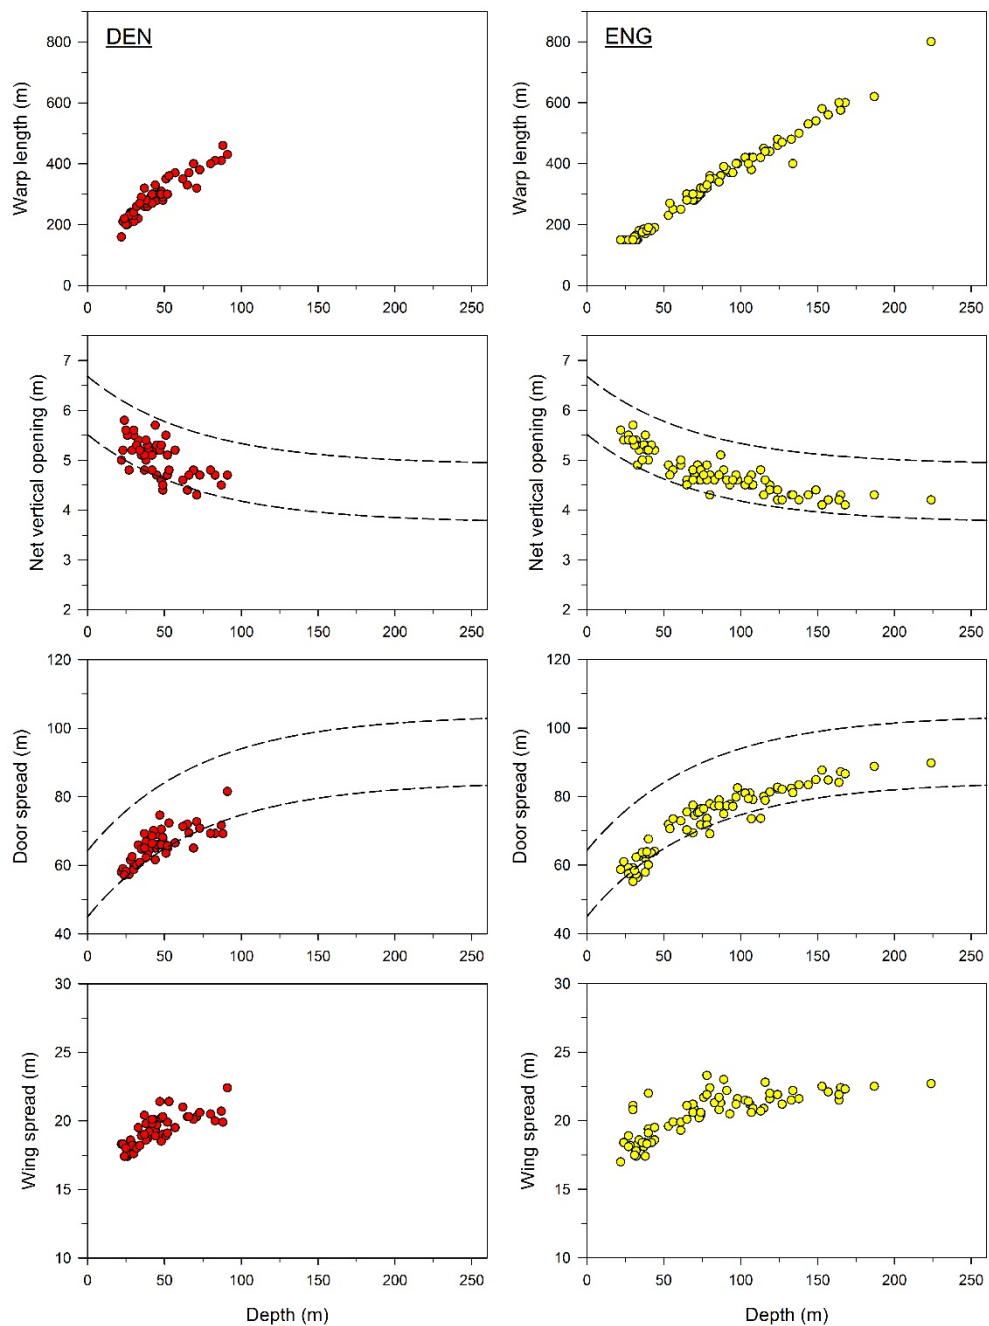 DEN
Warp length (m)
800
600
400
200
0
0 50 100 150 200 250
ENG
Warp length (m)
800
600
400
200
0
0 50 100 150 200 250
Net vertical opening (m)
7
6
5
4
3
2
0 50 100 150 200 250
Net vertical opening (m)
7
6
5
4
3
2
0 50 100 150 200 250
Door spread (m)
120
100
80
60
40
0 50 100 150 200 250
Door spread (m)
120
100
80
60
40
0 50 100 150 200 250
Wing spread (m)
30
25
20
15
10
0 50 100 150 200 250
Depth (m)
Wing spread (m)
30
25
20
15
10
0 50 100 150 200 250
Depth (m)